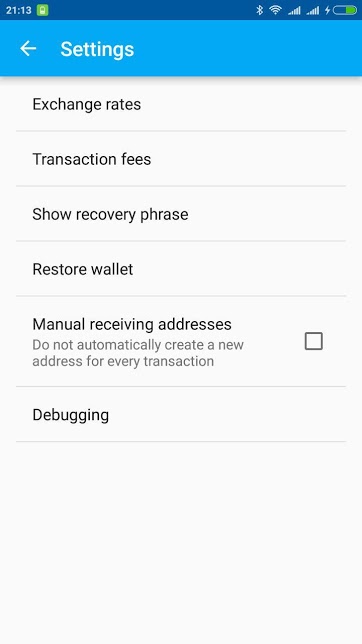 21:13
Settings
Exchange rates
Transaction fees
Show recovery phrase
Restore wallet
Manual receiving addresses
Do not automatically create a new
address for every transaction
Debugging